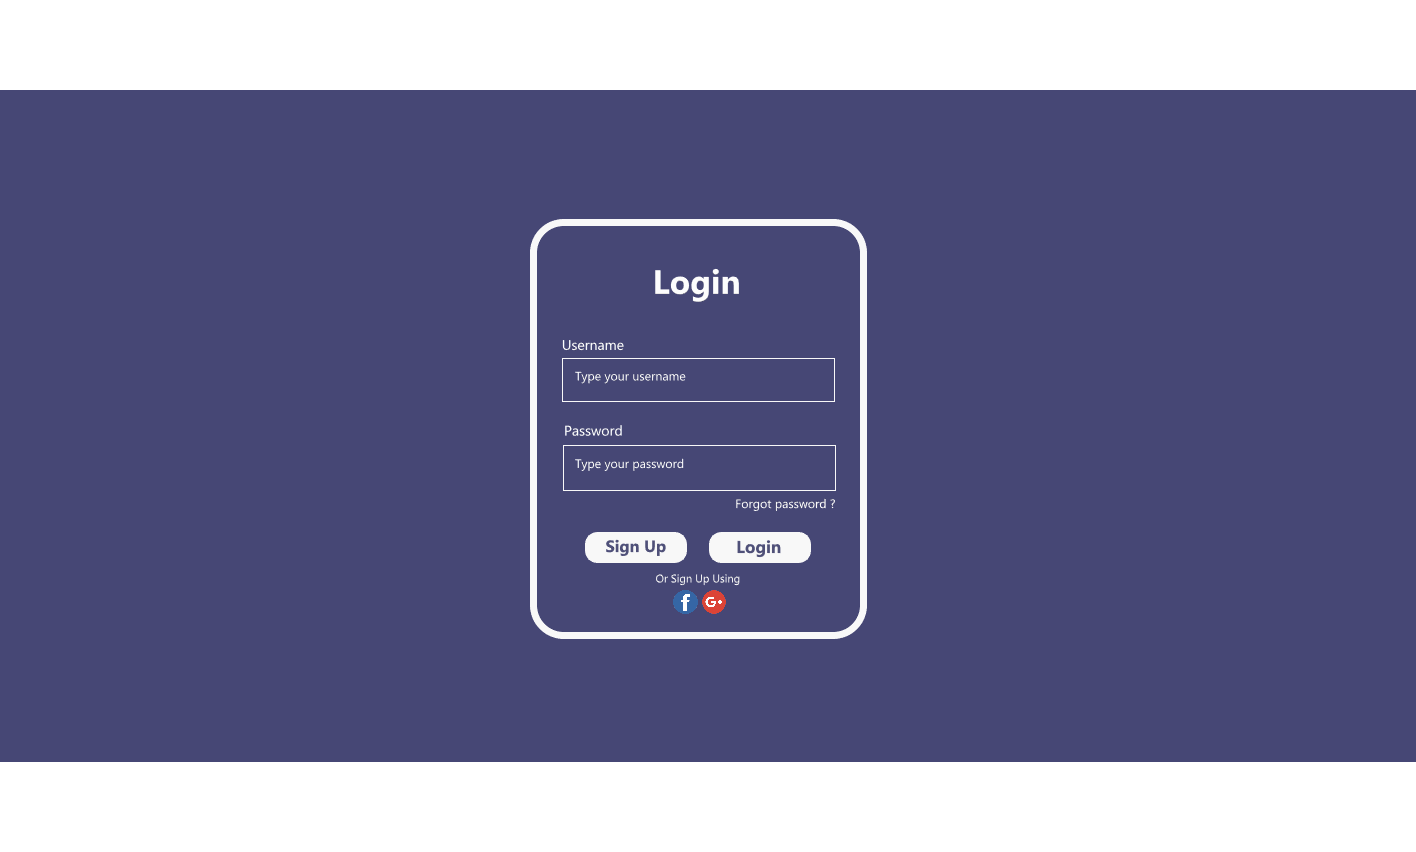 Login
Username
Type your username
Password
Type your password
Forgot password ?
Sign Up
Login
Or Sign Up Using
f G+